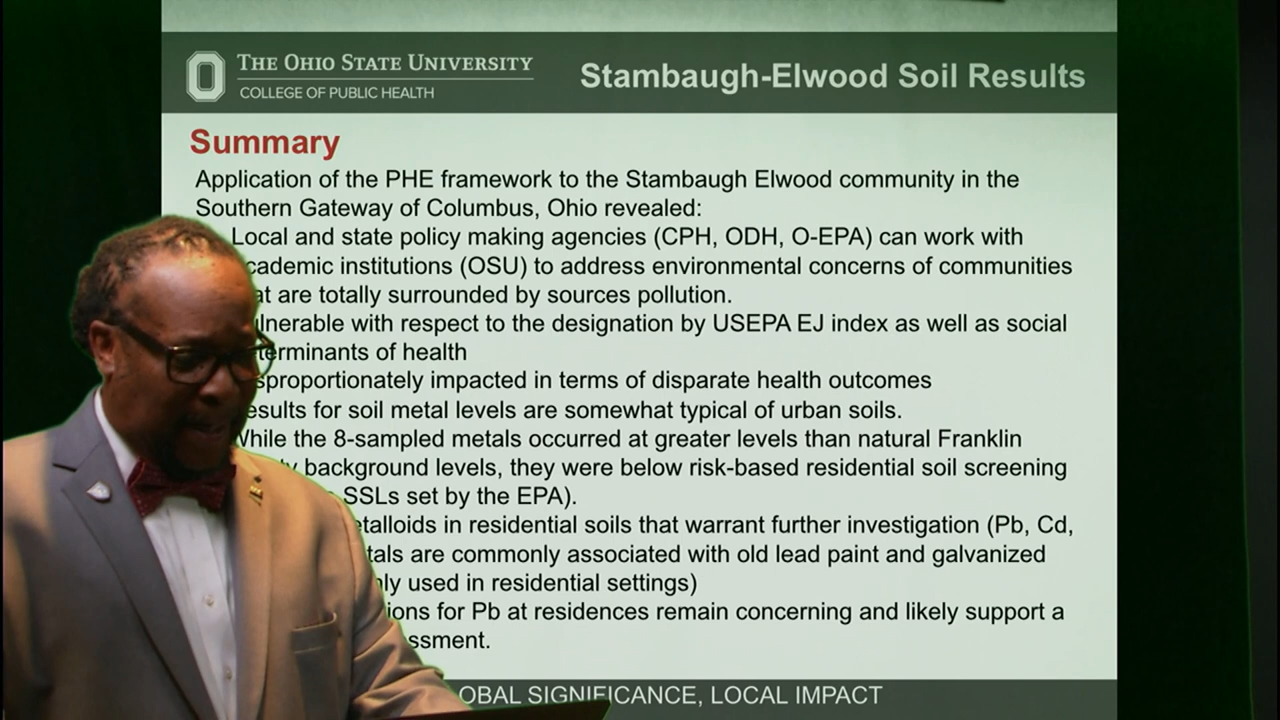 THE OHIO STATE UNIVERSITY
COLLEGE OF PUBLIC HEALTH
Stambaugh-Elwood Soil Results
Summary
Application of the PHE framework to the Stambaugh Elwood community in the
Southern Gateway of Columbus, Ohio revealed:
Local and state policy making agencies (CPH, ODH, O-EPA) can work with
cademic institutions (OSU) to address environmental concerns of communities
at are totally surrounded by sources pollution.
ulnerable with respect to the designation by USEPA EJ index as well as social
terminants of health
sproportionately impacted in terms of disparate health outcomes
esults for soil metal levels are somewhat typical of urban soils.
While the 8-sampled metals occurred at greater levels than natural Franklin
background levels, they were below risk-based residential soil screening
SSLs set by the EPA).
etalloids in residential soils that warrant further investigation (Pb, Cd,
tals are commonly associated with old lead paint and galvanized
nly used in residential settings)
ions for Pb at residences remain concerning and likely support a
ssment.
OBAL SIGNIFICANCE, LOCAL IMPACT